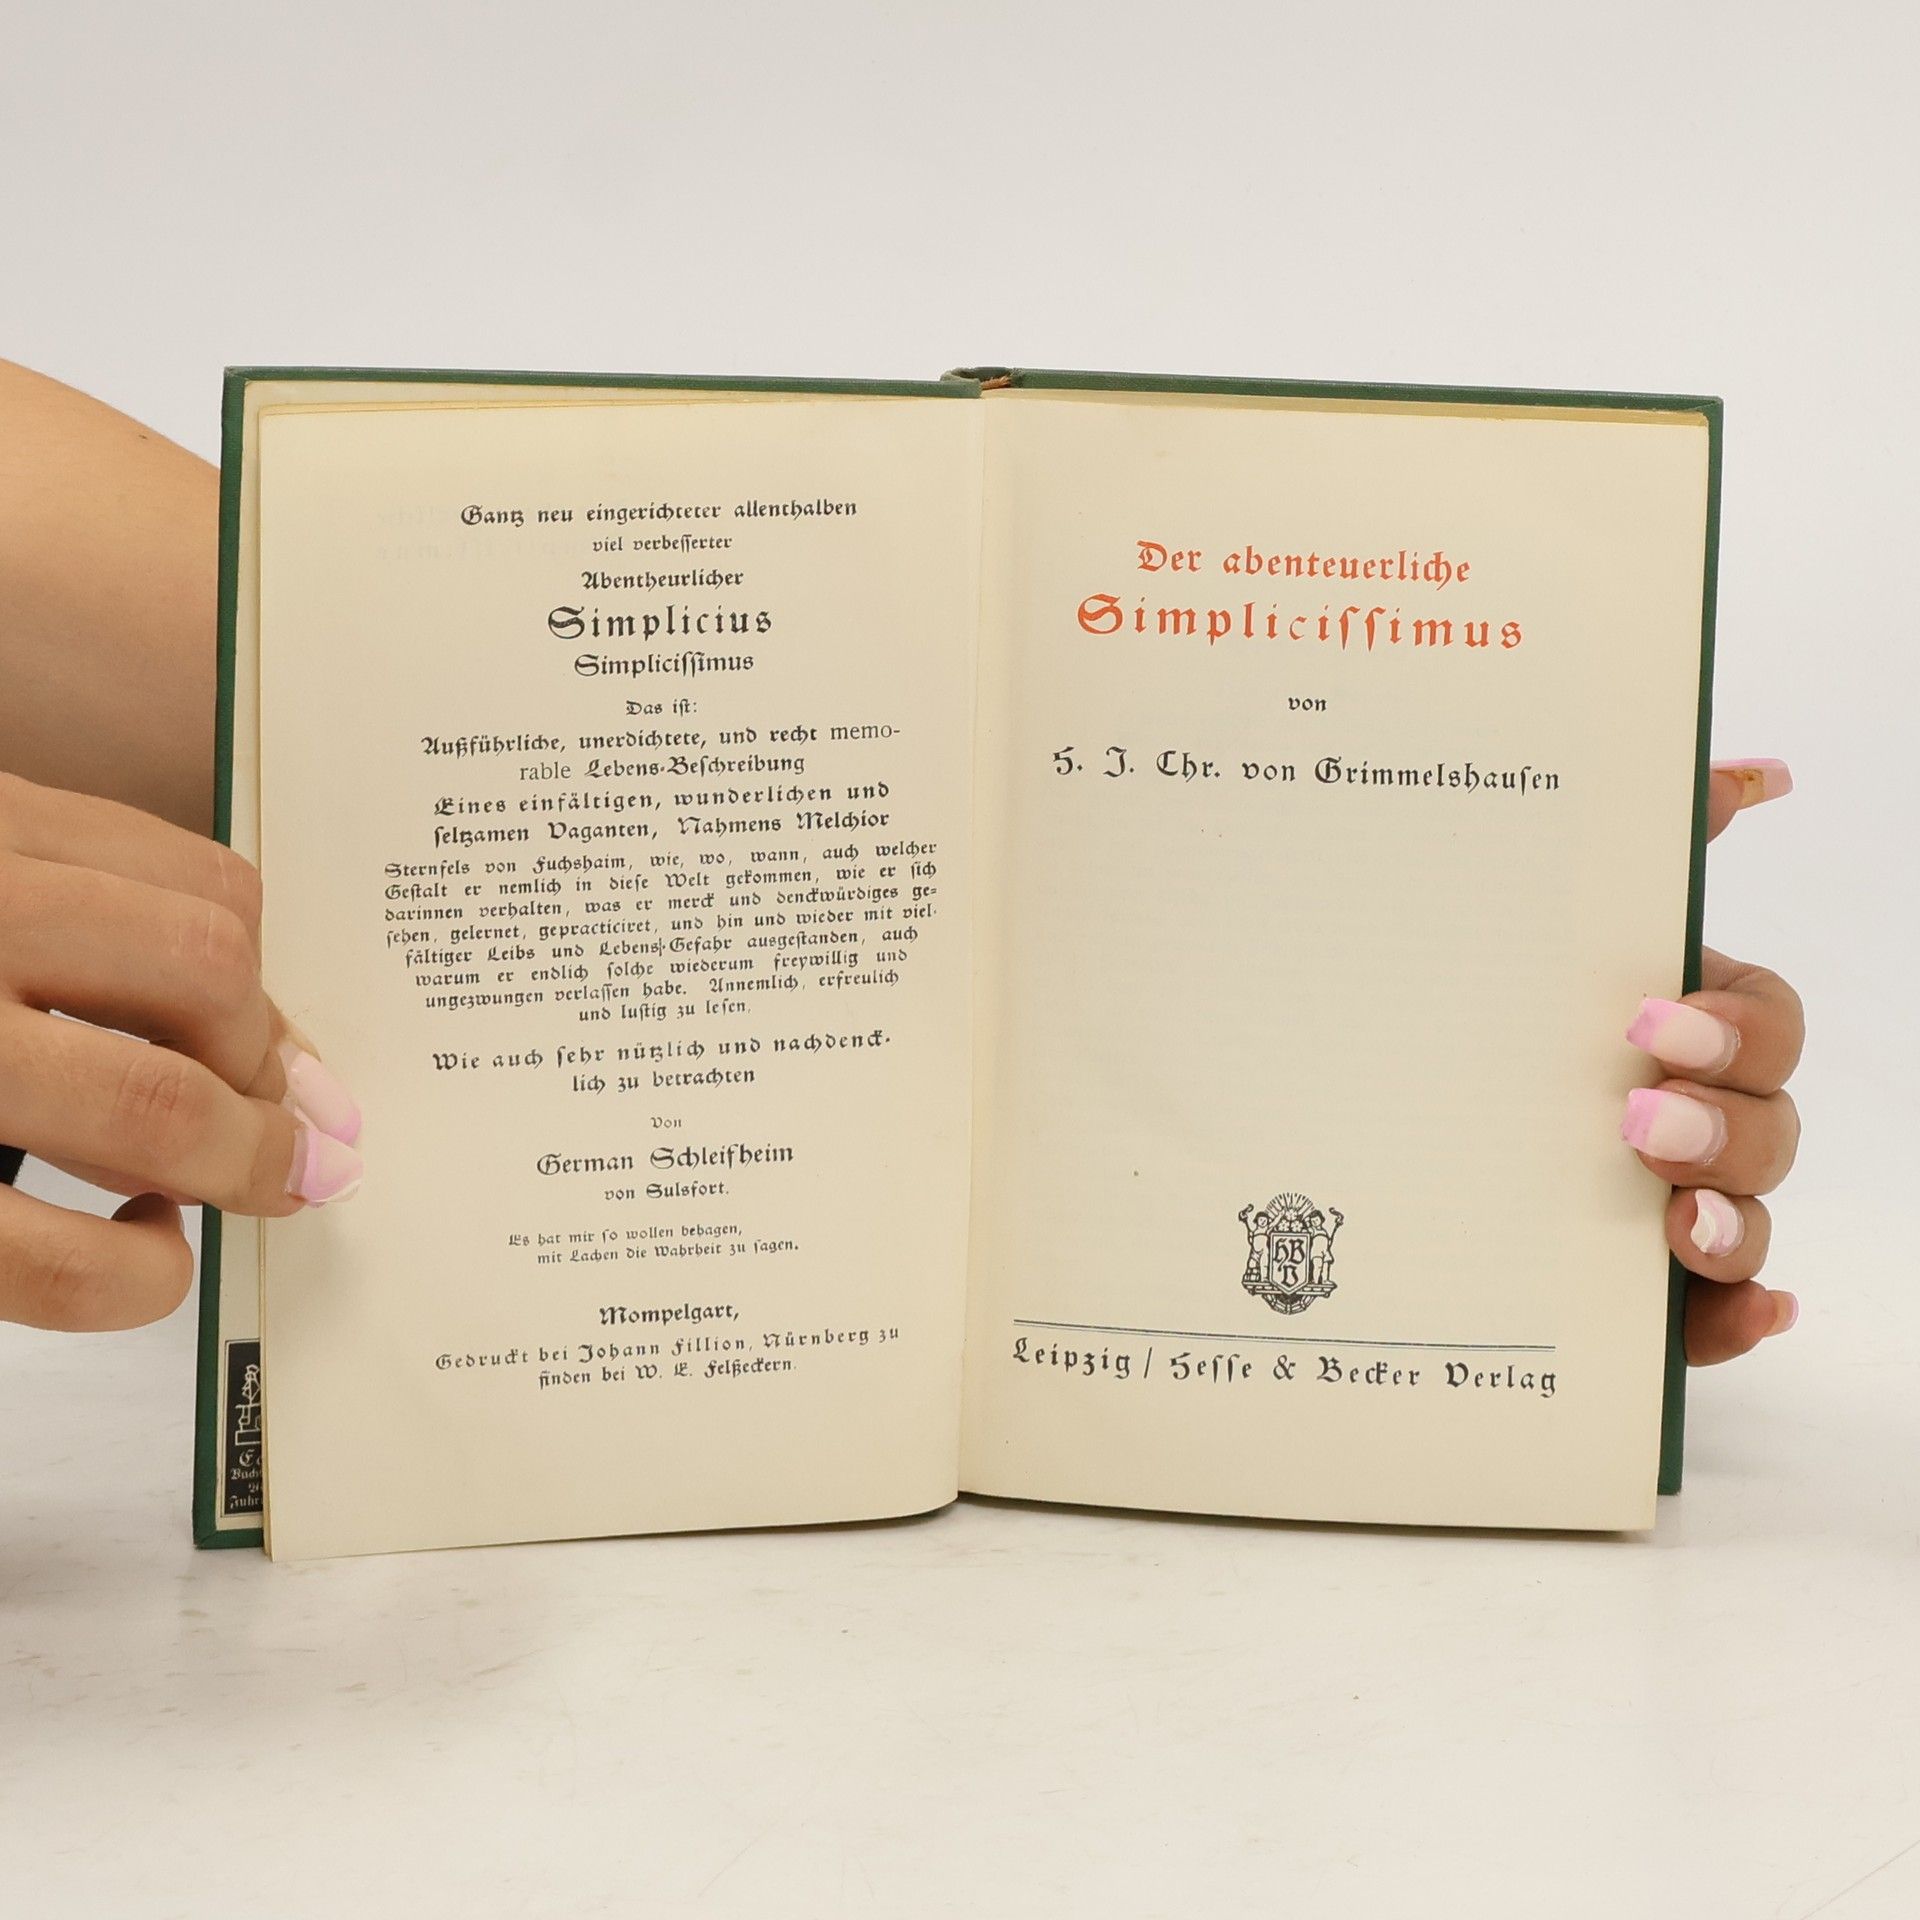 Gantz neu eingerichteter allenthalben
viel verbeſſerter
Abentheurlicher
Simplicius
Simpliciſſimus
Das iſt:
Außführliche, unerdichtete, und recht memo-
rable Lebens-Beſchreibung
Eines einfältigen, wunderlichen und
ſeltzamen Vaganten, Nahmens Melchior
Sternfels von Fuchshaim, wie, wo, wann, auch welcher
Geſtalt er nemlich in dieſe Welt gekommen, wie er ſich
darinnen verhalten, was er merck und denckwürdiges ge-
ſehen, gelernet, gepracticiret, und hin und wieder mit viel-
fältiger Leibs und Lebens-Gefahr ausgeſtanden, auch
warum er endlich ſolche wiederum freywillig und
ungezwungen verlaſſen habe. Annemlich, erfreulich
und luſtig zu leſen.
Wie auch ſehr nützlich und nachdenck-
lich zu betrachten
Von
German Schleifheim
von Sulsfort.
Es hat mir ſo wollen behagen,
mit Lachen die Wahrheit zu ſagen.
Mompelgart,
Gedruckt bei Johann Fillion, Nürnberg zu
finden bei W. E. Felßeckern.
Der abenteuerliche
Simpliciſſimus
von
H. J. Chr. von Grimmelshauſen
HB
V
Leipzig / Heſſe & Becker Verlag